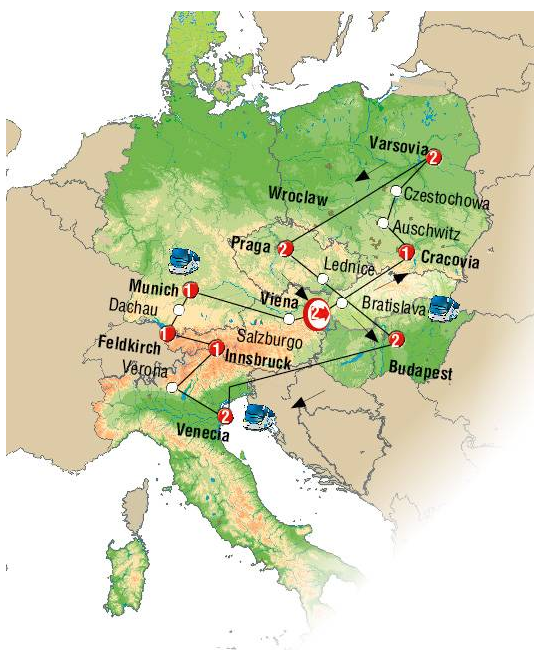 Varsovia
2
Czestochowa
Wroclaw
Auschwitz
Praga
2
1
Cracovia
Lednice
Munich
1
Viena
2
Bratislava
Dachau
Salzburgo
2
Feldkirch
1
1
Innsbruck
Budapest
Verona
2
Venecia